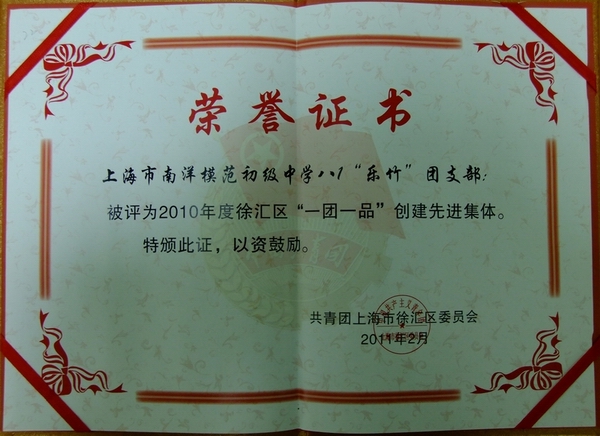 荣誉证书
上海市南洋模范初级中学八1“乐竹”团支部:
被评为2010年度徐汇区“一团一品”创建先进集体。
特颁此证，以资鼓励。
共青团上海市徐汇区委员会
2011年2月